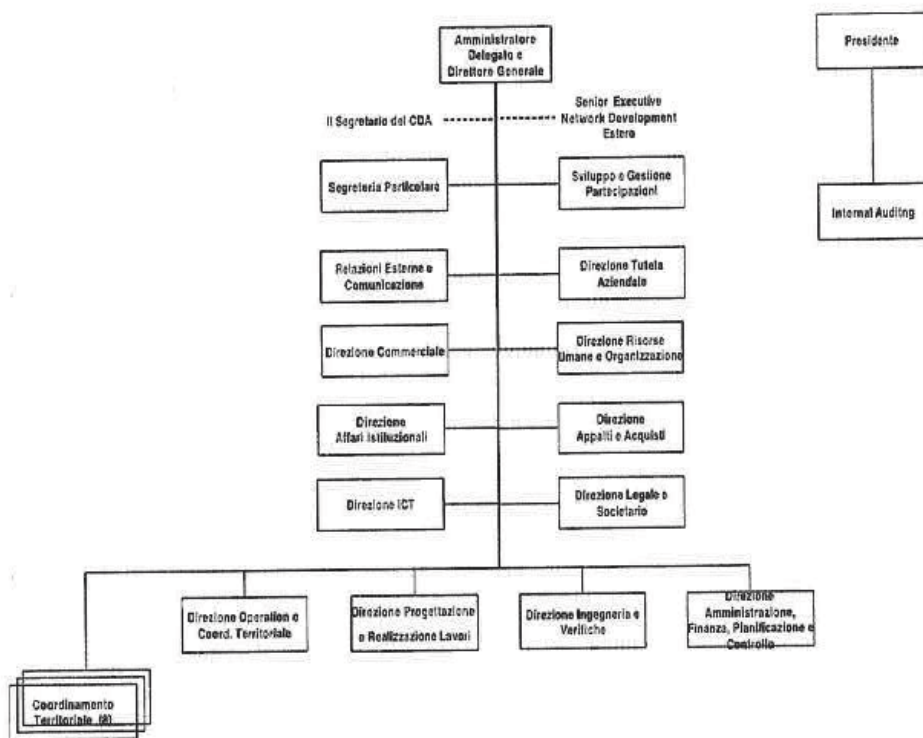 Amministratore
Delegato e
Direttore Generale
Presidente
Il Segretario del CDA
Senior Executive
Network Development
Estero
Segreteria Particolare
Sviluppo e Gestione
Partecipazioni
Internal Auditng
Relazioni Esterne e
Comunicazione
Direzione Tutela
Aziendale
Direzione Commerciale
Direzione Risorse
Umane e Organizzazione
Direzione
Affari Istituzionali
Direzione
Appalti e Acquisti
Direzione ICT
Direzione Legale e
Societario
Direzione Operation e
Coord. Territoriale
Direzione Progettazione
e Realizzazione Lavori
Direzione Ingegneria e
Verifiche
Direzione
Amministrazione,
Finanza, Pianificazione e
Controllo
Coordinamento
Territoriale